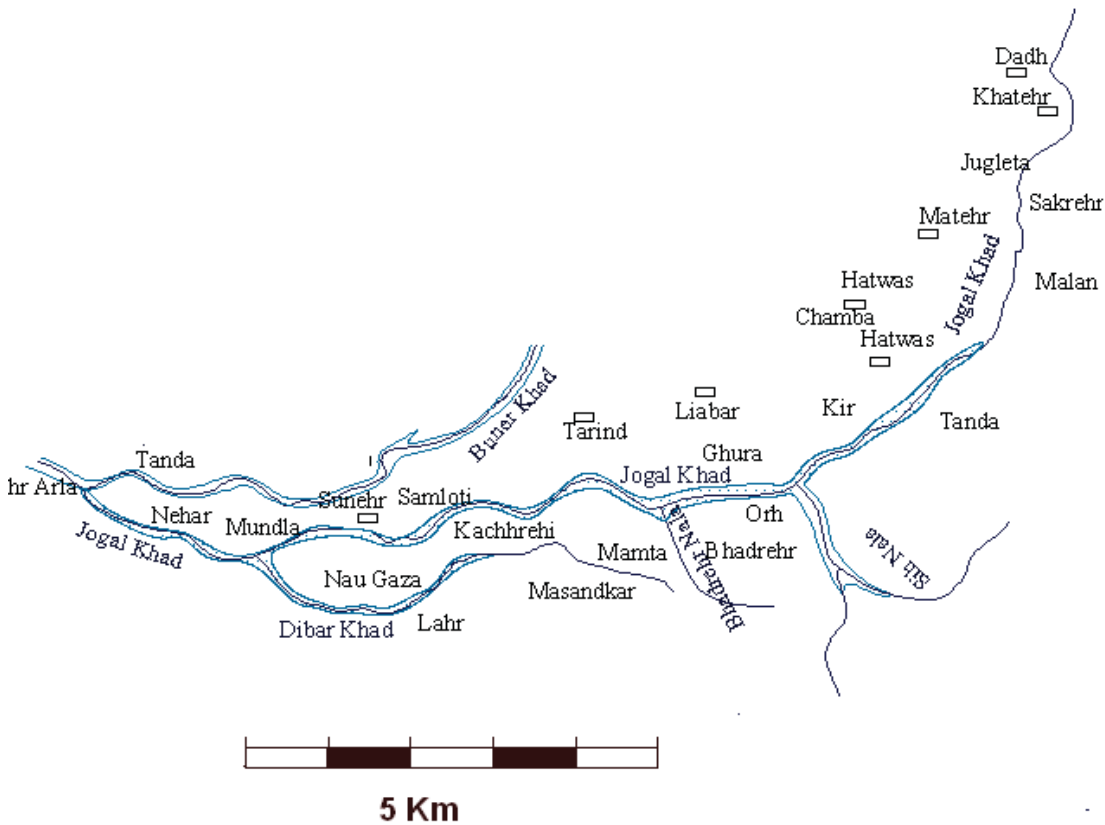 Dadh
Khatehr
Jugleta
Sakrehr
Matehr
Jogal Khad
Malan
Hatwas
Chamba
Hatwas
Buner Khad
Kir
Tanda
Liabar
Tarind
Ghura
Jogal Khad
Tanda
hr Arla
Sunehr
Samloti
Nehar
Mundla
Kachhrehi
Orh
Jogal Khad
Mamta
Bhadrehr
Bhadrehr Nala
Sih Nala
Nau Gaza
Masandkar
Dibar Khad
Lahr
5 Km